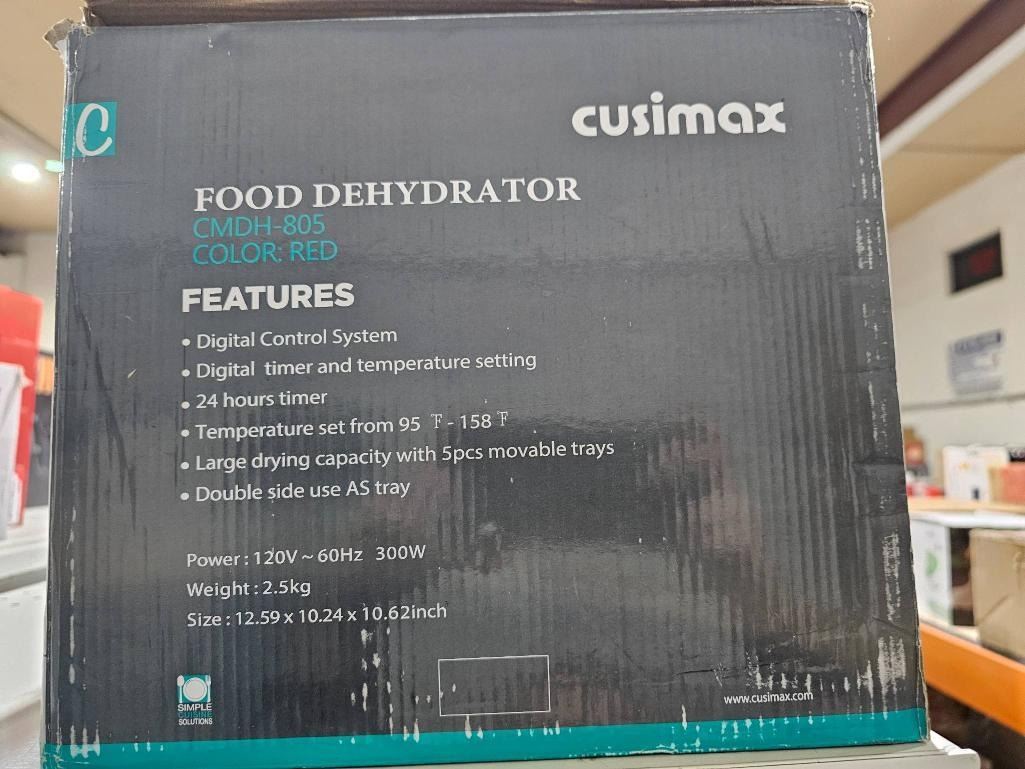 C
cusimax
FOOD DEHYDRATOR
CMDH-805
COLOR: RED
FEATURES
• Digital Control System
• Digital timer and temperature setting
• 24 hours timer
• Temperature set from 95 ℉ - 158 ℉
• Large drying capacity with 5pcs movable trays
• Double side use AS tray
Power : 120V ~ 60Hz 300W
Weight : 2.5kg
Size : 12.59 x 10.24 x 10.62inch
SIMPLE
CUISINE
SOLUTIONS
www.cusimax.com